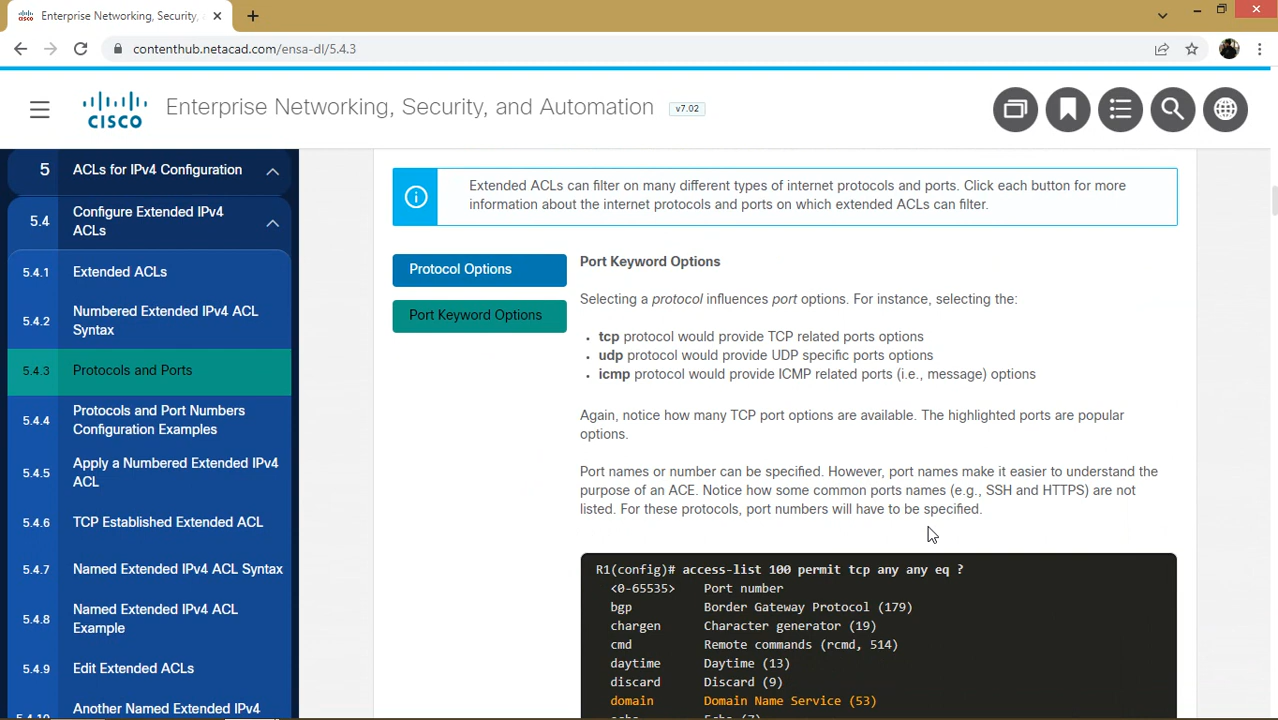 Enterprise Networking, Security,
contenthub.netacad.com/ensa-dl/5.4.3
CISCO
Enterprise Networking, Security, and Automation
v7.02
5 ACLs for IPv4 Configuration
5.4 Configure Extended IPv4
ACLs
5.4.1 Extended ACLs
5.4.2 Numbered Extended IPv4 ACL
Syntax
5.4.3 Protocols and Ports
5.4.4 Protocols and Port Numbers
Configuration Examples
5.4.5 Apply a Numbered Extended IPv4
ACL
5.4.6 TCP Established Extended ACL
5.4.7 Named Extended IPv4 ACL Syntax
5.4.8 Named Extended IPv4 ACL
Example
5.4.9 Edit Extended ACLs
5.4.10 Another Named Extended IPv4
Extended ACLs can filter on many different types of internet protocols and ports. Click each button for more
information about the internet protocols and ports on which extended ACLs can filter.
Protocol Options
Port Keyword Options
Port Keyword Options
Selecting a protocol influences port options. For instance, selecting the:
• tcp protocol would provide TCP related ports options
• udp protocol would provide UDP specific ports options
• icmp protocol would provide ICMP related ports (i.e., message) options
Again, notice how many TCP port options are available. The highlighted ports are popular
options.
Port names or number can be specified. However, port names make it easier to understand the
purpose of an ACE. Notice how some common ports names (e.g., SSH and HTTPS) are not
listed. For these protocols, port numbers will have to be specified.
R1(config)# access-list 100 permit tcp any any eq ?
<0-65535> Port number
bgp Border Gateway Protocol (179)
chargen Character generator (19)
cmd Remote commands (rcmd, 514)
daytime Daytime (13)
discard Discard (9)
domain Domain Name Service (53)
echo Echo (7)